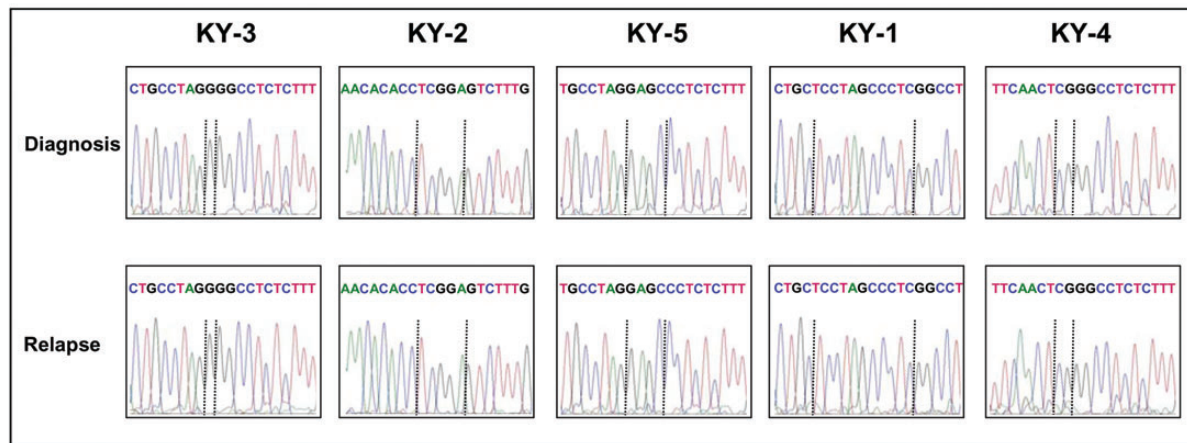 KY-3 KY-2 KY-5 KY-1 KY-4
CTGCCTAGGGGCCTCTCTTT AACACACCTCGGAGTCTTTG TGCCTAGGAGCCCTCTCTTT CTGCTCCTAGCCCTCGGCCT TTCAACTCGGGCCTCTCTTT
Diagnosis
CTGCCTAGGGGCCTCTCTTT AACACACCTCGGAGTCTTTG TGCCTAGGAGCCCTCTCTTT CTGCTCCTAGCCCTCGGCCT TTCAACTCGGGCCTCTCTTT
Relapse